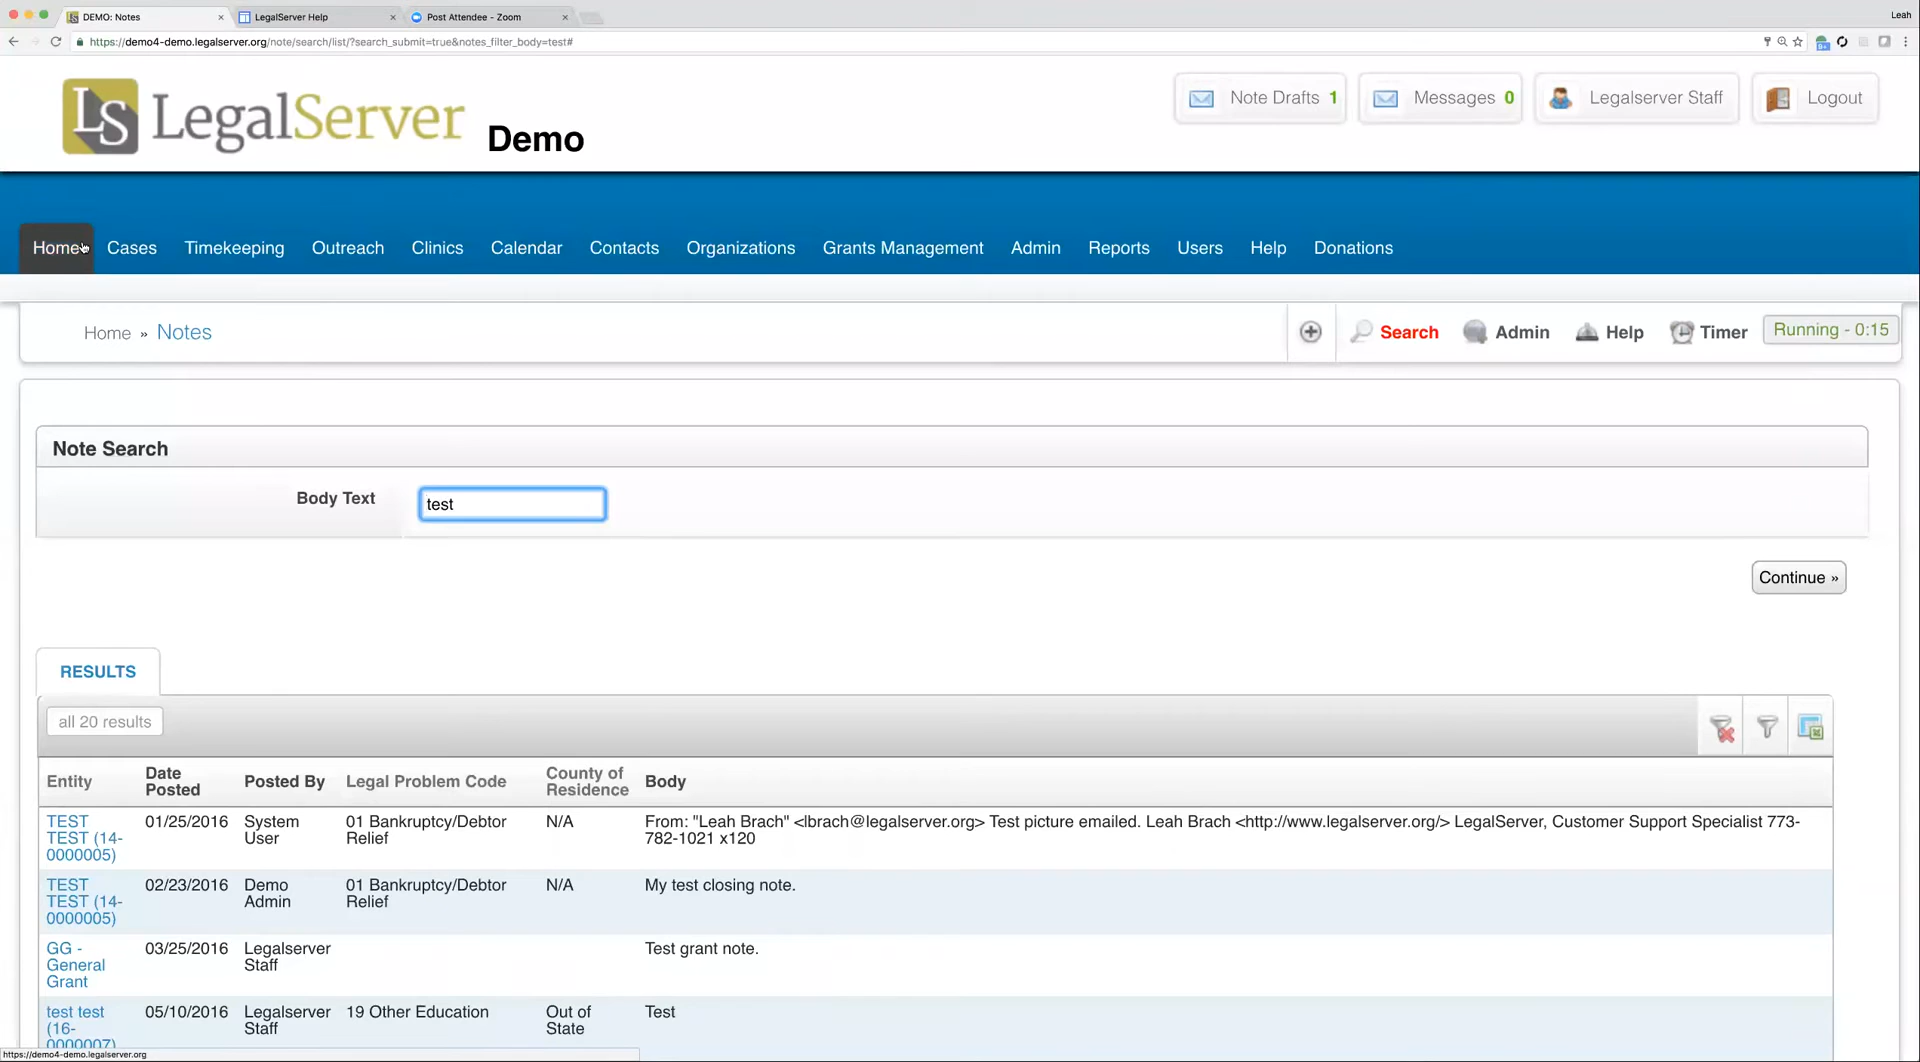 DEMO: Notes
LegalServer Help
Post Attendee - Zoom
Leah
https://demo4-demo.legalserver.org/note/search/list/?search_submit=true&notes_filter_body=test#
LS LegalServer Demo
Note Drafts 1
Messages 0
Legalserver Staff
Logout
Home Cases Timekeeping Outreach Clinics Calendar Contacts Organizations Grants Management Admin Reports Users Help Donations
Home » Notes
Search Admin Help Timer Running - 0:15
Note Search
Body Text test
Continue »
RESULTS
all 20 results
Entity Date Posted Posted By Legal Problem Code County of Residence Body
TEST TEST (14-0000005) 01/25/2016 System User 01 Bankruptcy/Debtor Relief N/A From: "Leah Brach" <lbrach@legalserver.org> Test picture emailed. Leah Brach <http://www.legalserver.org/> LegalServer, Customer Support Specialist 773-782-1021 x120
TEST TEST (14-0000005) 02/23/2016 Demo Admin 01 Bankruptcy/Debtor Relief N/A My test closing note.
GG - General Grant 03/25/2016 Legalserver Staff Test grant note.
test test (16-0000007) 05/10/2016 Legalserver Staff 19 Other Education Out of State Test
https://demo4-demo.legalserver.org